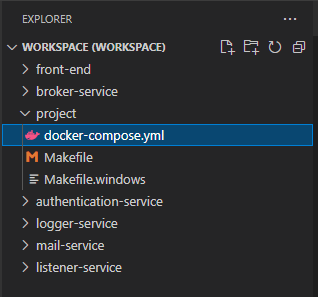 EXPLORER
WORKSPACE (WORKSPACE)
front-end
broker-service
project
docker-compose.yml
Makefile
Makefile.windows
authentication-service
logger-service
mail-service
listener-service